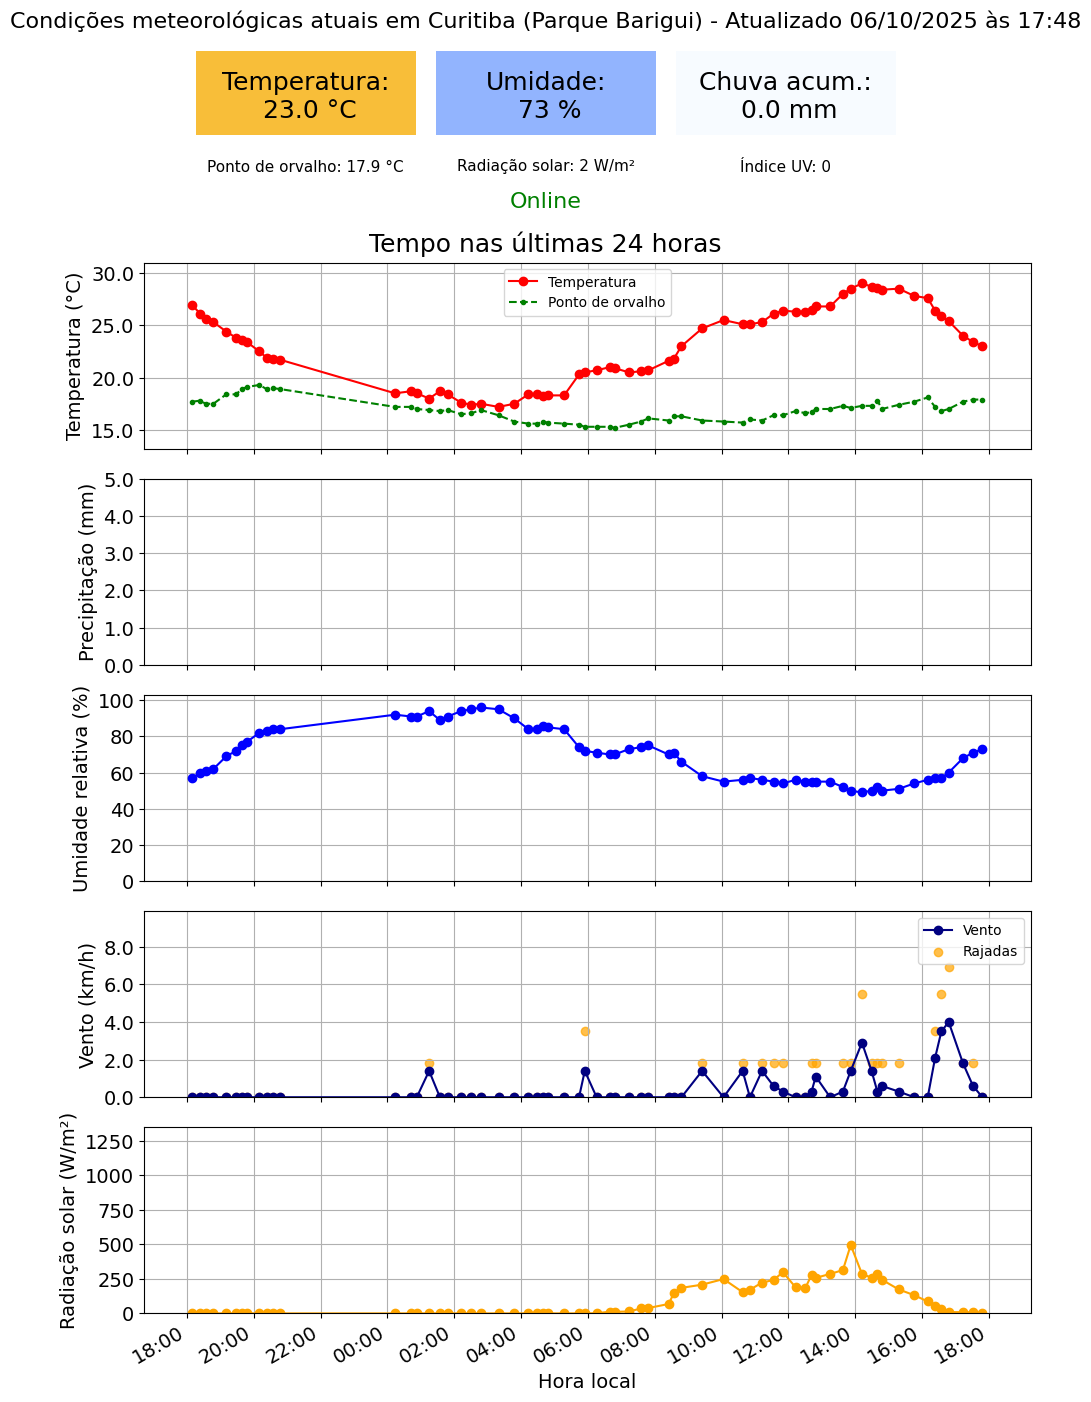 Condições meteorológicas atuais em Curitiba (Parque Barigui) - Atualizado 06/10/2025 às 17:48
Temperatura:
23.0 °C
Umidade:
73 %
Chuva acum.:
0.0 mm
Ponto de orvalho: 17.9 °C
Radiação solar: 2 W/m²
Índice UV: 0
Online
Tempo nas últimas 24 horas
Temperatura (°C)
30.0
25.0
20.0
15.0
Temperatura
Ponto de orvalho
Precipitação (mm)
5.0
4.0
3.0
2.0
1.0
0.0
Umidade relativa (%)
100
80
60
40
20
0
Vento (km/h)
8.0
6.0
4.0
2.0
0.0
Vento
Rajadas
Radiação solar (W/m²)
1250
1000
750
500
250
0
18:00
20:00
22:00
00:00
02:00
04:00
06:00
08:00
10:00
12:00
14:00
16:00
18:00
Hora local